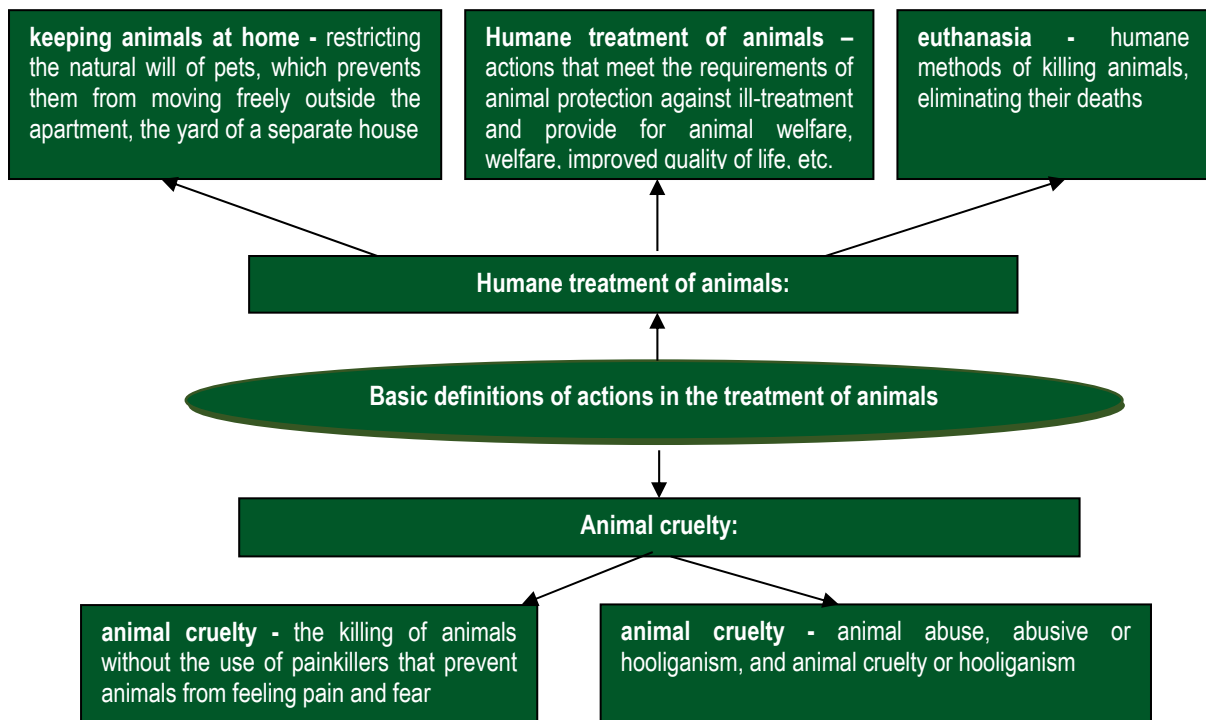 keeping animals at home - restricting
the natural will of pets, which prevents
them from moving freely outside the
apartment, the yard of a separate house
Humane treatment of animals –
actions that meet the requirements of
animal protection against ill-treatment
and provide for animal welfare,
welfare, improved quality of life, etc.
euthanasia - humane
methods of killing animals,
eliminating their deaths
Humane treatment of animals:
Basic definitions of actions in the treatment of animals
Animal cruelty:
animal cruelty - the killing of animals
without the use of painkillers that prevent
animals from feeling pain and fear
animal cruelty - animal abuse, abusive or
hooliganism, and animal cruelty or hooliganism